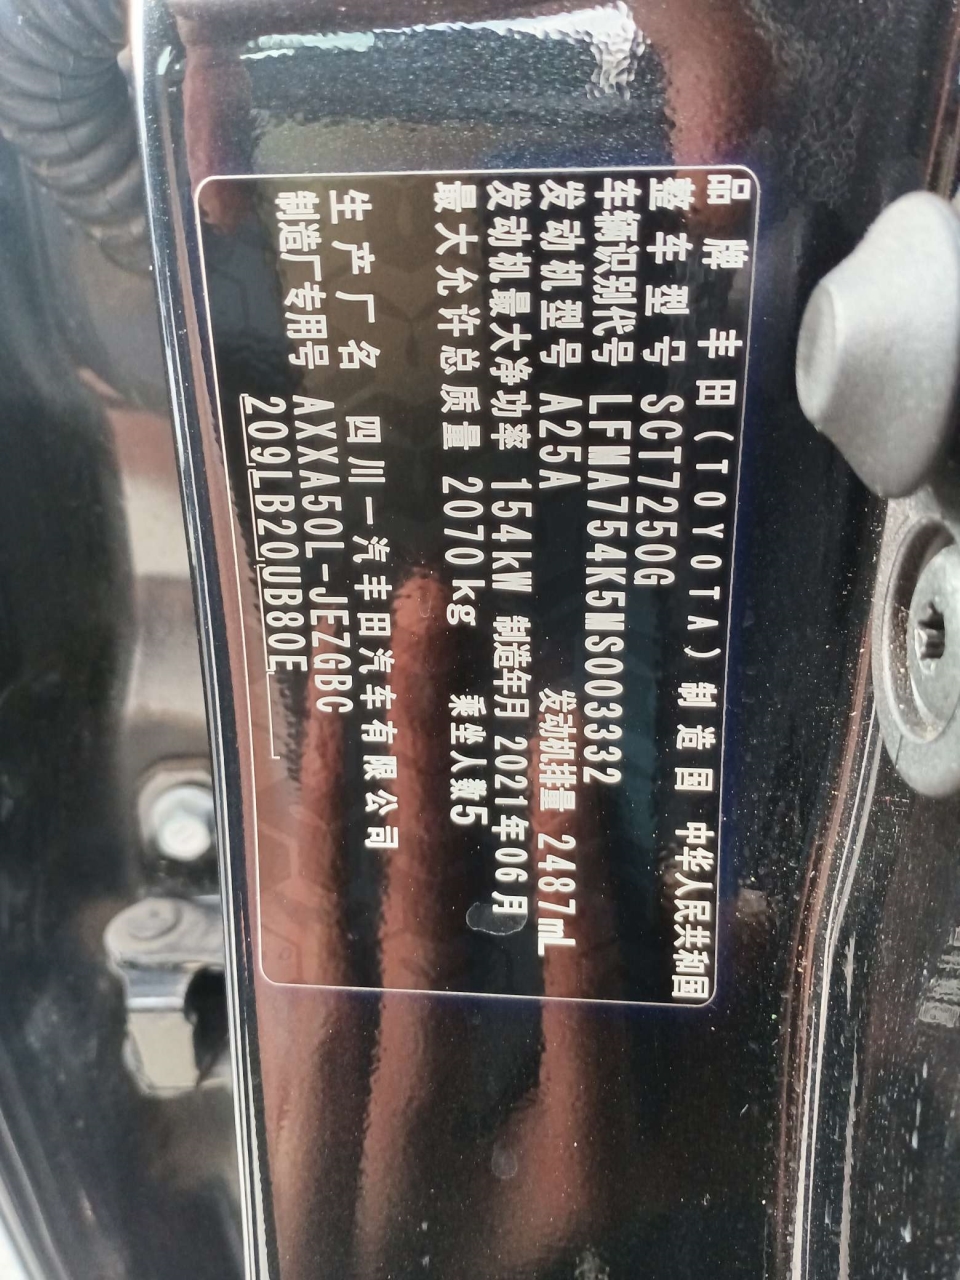 品牌 丰田(TOYOTA) 制造国 中华人民共和国
整车型号 SCT7250G
车辆识别代号 LFMA754K5MS003332
发动机型号 A25A 发动机排量 2487mL
发动机最大净功率 154kW 制造年月 2021年06月
最大允许总质量 2070kg 乘坐人数5
生产厂名 四川一汽丰田汽车有限公司
制造厂专用号 AXXA50L-JEZGBC
209LB20UB80E